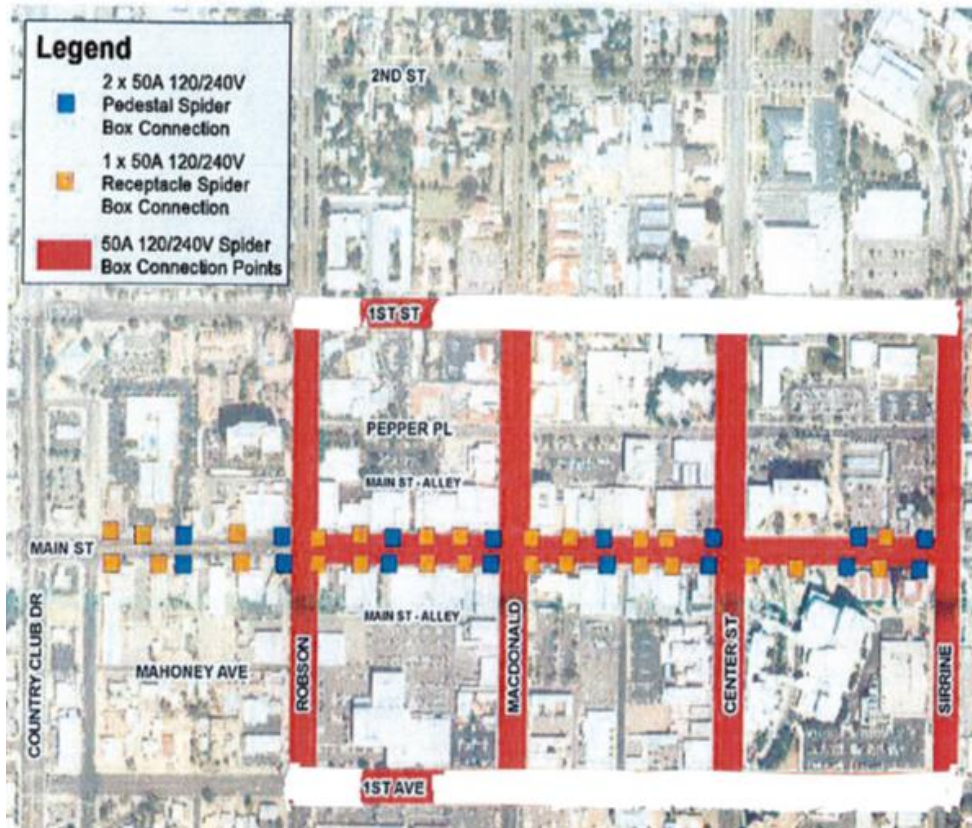 Legend
2 x 50A 120/240V
Pedestal Spider
Box Connection
1 x 50A 120/240V
Receptacle Spider
Box Connection
50A 120/240V Spider
Box Connection Points
2ND ST
1ST ST
PEPPER PL
MAIN ST - ALLEY
MAIN ST
MAIN ST - ALLEY
MAHONEY AVE
COUNTRY CLUB DR
ROBSON
MACDONALD
CENTER ST
SIRRIINE
1ST AVE